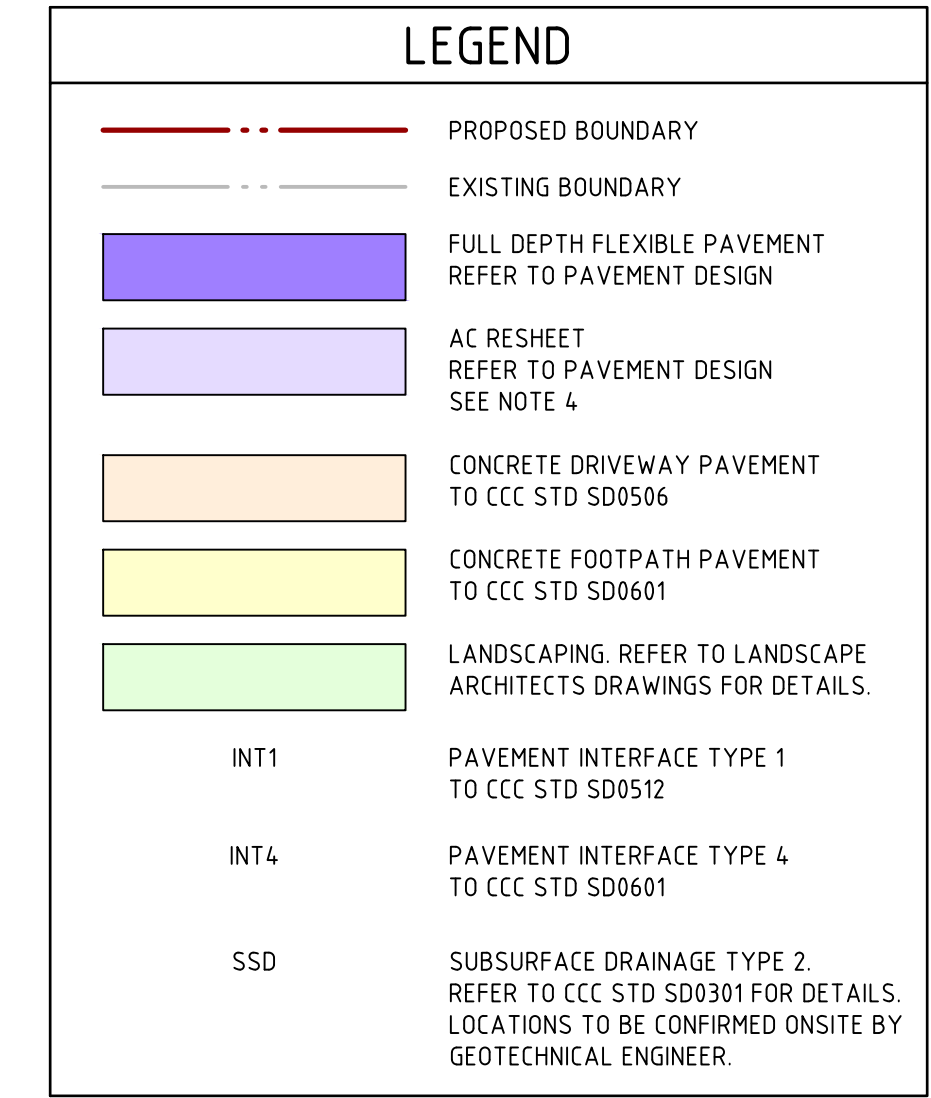 LEGEND
PROPOSED BOUNDARY
EXISTING BOUNDARY
FULL DEPTH FLEXIBLE PAVEMENT
REFER TO PAVEMENT DESIGN
AC RESHEET
REFER TO PAVEMENT DESIGN
SEE NOTE 4
CONCRETE DRIVEWAY PAVEMENT
TO CCC STD SD0506
CONCRETE FOOTPATH PAVEMENT
TO CCC STD SD0601
LANDSCAPING. REFER TO LANDSCAPE
ARCHITECTS DRAWINGS FOR DETAILS.
INT1 PAVEMENT INTERFACE TYPE 1
TO CCC STD SD0512
INT4 PAVEMENT INTERFACE TYPE 4
TO CCC STD SD0601
SSD SUBSURFACE DRAINAGE TYPE 2.
REFER TO CCC STD SD0301 FOR DETAILS.
LOCATIONS TO BE CONFIRMED ONSITE BY
GEOTECHNICAL ENGINEER.